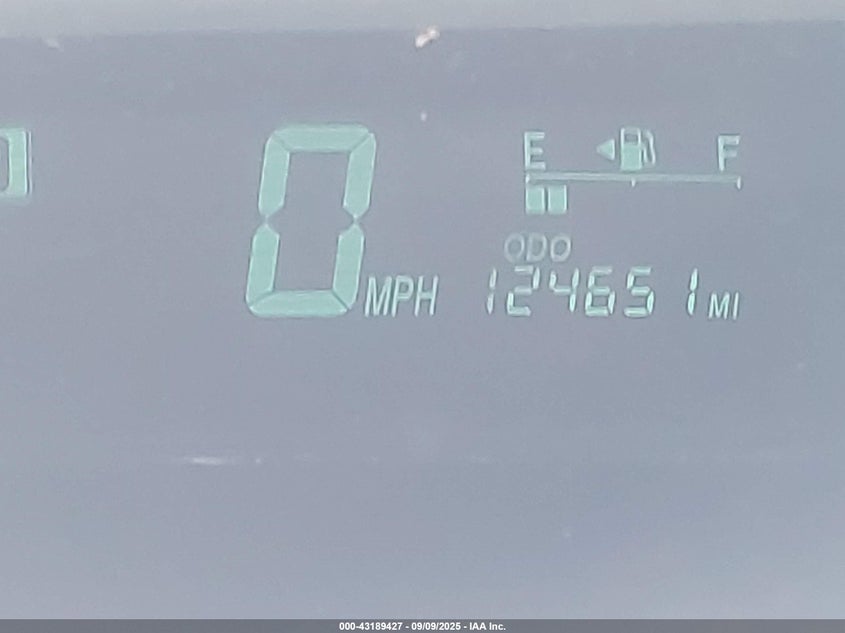 E F
0 MPH
ODO
124651 MI
000-43189427 - 09/09/2025 - IAA Inc.